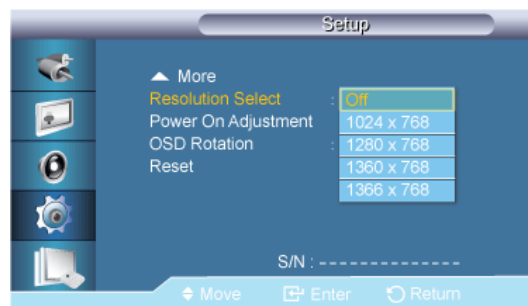 Setup
▲ More
Resolution Select : Off
Power On Adjustment 1024 x 768
OSD Rotation : 1280 x 768
Reset 1360 x 768
1366 x 768
S/N : --------------
Move Enter Return